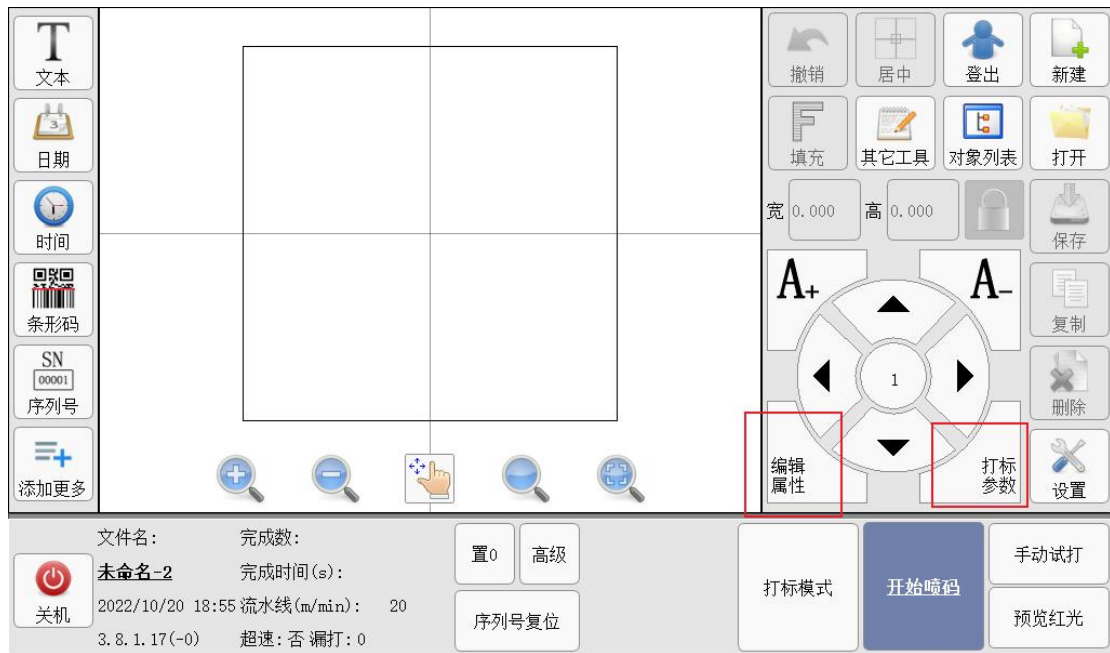 T
文本
3
日期
时间
条形码
SN
00001
序列号
添加更多
撤销
居中
登出
新建
填充
其它工具
对象列表
打开
宽 0.000
高 0.000
保存
A+
A-
复制
1
删除
编辑
属性
打标
参数
设置
关机
文件名:
完成数:
未命名-2
完成时间(s):
2022/10/20 18:55
流水线(m/min): 20
3.8.1.17(-0)
超速:否 漏打:0
置0
高级
序列号复位
打标模式
开始喷码
手动试打
预览红光